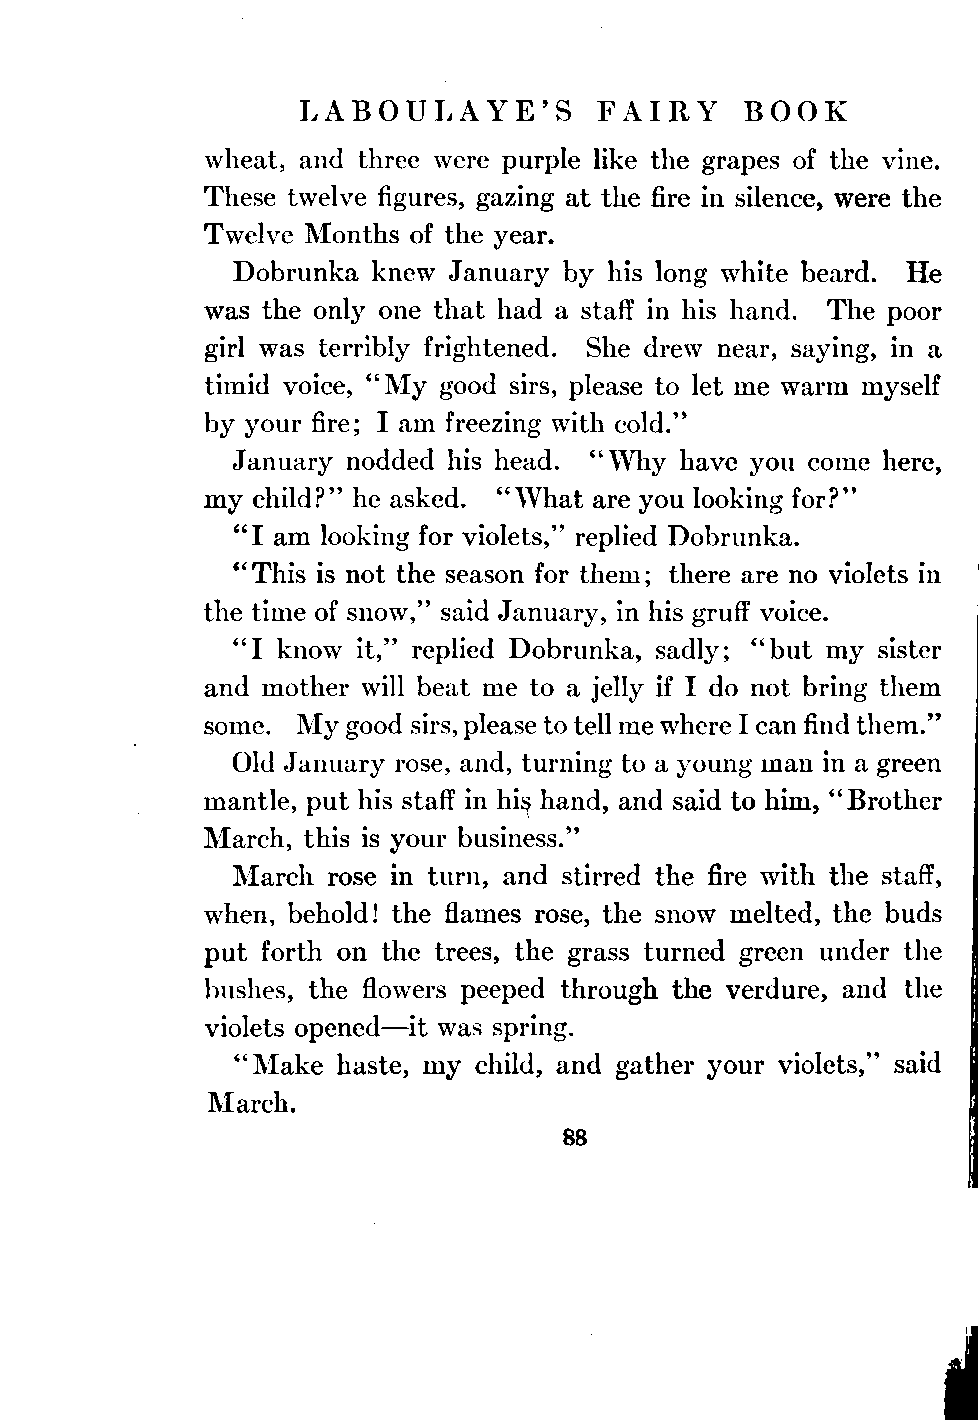 LABOULAYE'S FAIRY BOOK
wheat, and three were purple like the grapes of the vine.
These twelve figures, gazing at the fire in silence, were the
Twelve Months of the year.
Dobrunka knew January by his long white beard. He
was the only one that had a staff in his hand. The poor
girl was terribly frightened. She drew near, saying, in a
timid voice, "My good sirs, please to let me warm myself
by your fire; I am freezing with cold."
January nodded his head. "Why have you come here,
my child?" he asked. "What are you looking for?"
"I am looking for violets," replied Dobrunka.
"This is not the season for them; there are no violets in
the time of snow," said January, in his gruff voice.
"I know it," replied Dobrunka, sadly; "but my sister
and mother will beat me to a jelly if I do not bring them
some. My good sirs, please to tell me where I can find them."
Old January rose, and, turning to a young man in a green
mantle, put his staff in his hand, and said to him, "Brother
March, this is your business."
March rose in turn, and stirred the fire with the staff,
when, behold! the flames rose, the snow melted, the buds
put forth on the trees, the grass turned green under the
bushes, the flowers peeped through the verdure, and the
violets opened—it was spring.
"Make haste, my child, and gather your violets," said
March.
88